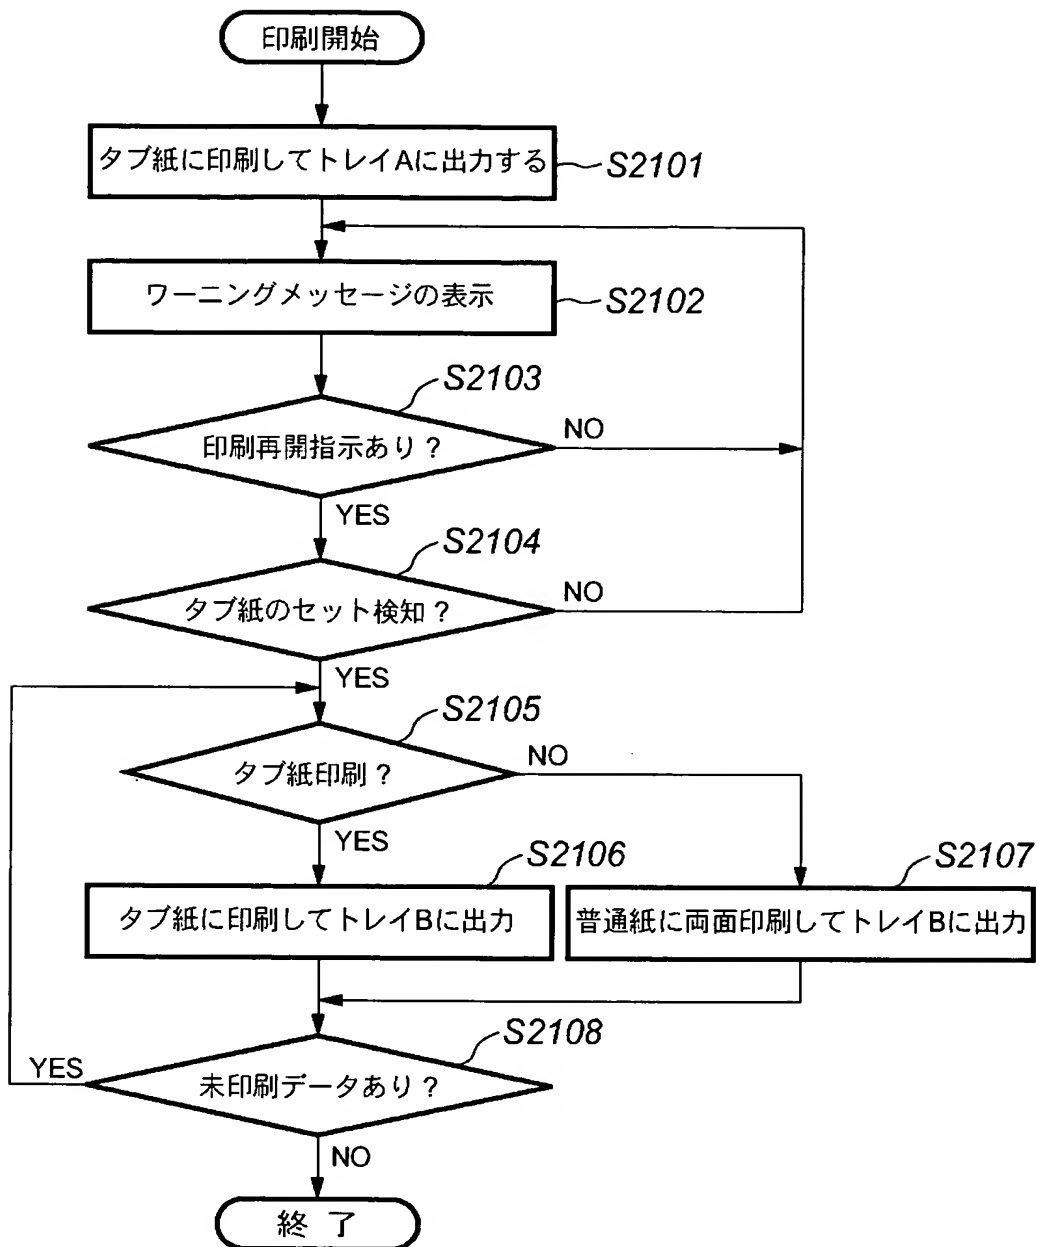 印刷開始
タブ紙に印刷してトレイAに出力する
S2101
ワーニングメッセージの表示
S2102
S2103
印刷再開指示あり?
NO
YES
S2104
タブ紙のセット検知?
NO
YES
S2105
タブ紙印刷?
NO
YES
S2106
S2107
タブ紙に印刷してトレイBに出力
普通紙に両面印刷してトレイBに出力
S2108
YES
未印刷データあり?
NO
終 了